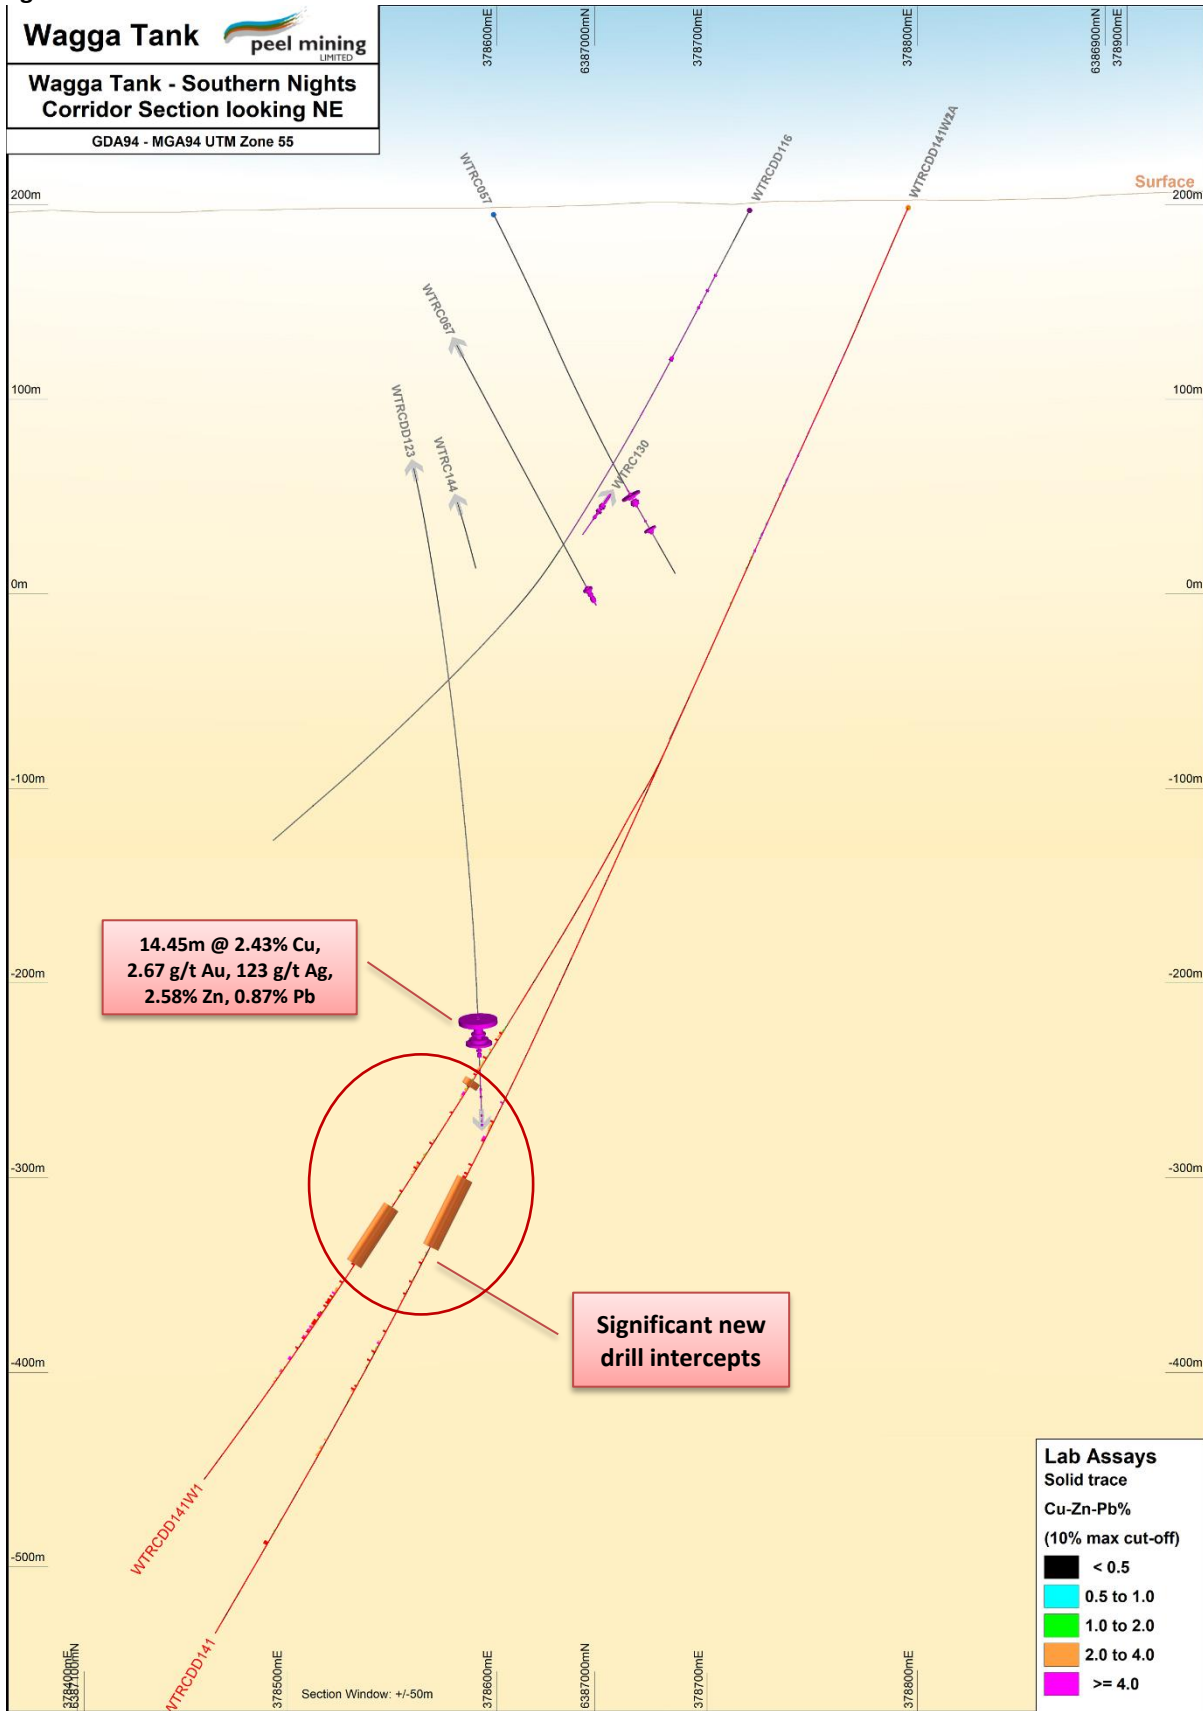 Wagga Tank
peel mining
LIMITED
Wagga Tank - Southern Nights
Corridor Section looking NE
GDA94 - MGA94 UTM Zone 55
378600mE
6387000mN
378700mE
378800mE
6386900mN
378900mE
WTRC057
WTRCDD116
Surface
200m
200m
WTRC067
WTRCDD123
WTRC144
WTRC130
100m
100m
0m
0m
-100m
-100m
14.45m @ 2.43% Cu,
2.67 g/t Au, 123 g/t Ag,
2.58% Zn, 0.87% Pb
-200m
-200m
-300m
-300m
Significant new
drill intercepts
-400m
-400m
WTRCDD141W1
-500m
WTRCDD141
Lab Assays
Solid trace
Cu-Zn-Pb%
(10% max cut-off)
< 0.5
0.5 to 1.0
1.0 to 2.0
2.0 to 4.0
>= 4.0
378400mE
6387100mN
378500mE
Section Window: +/-50m
378600mE
6387000mN
378700mE
378800mE